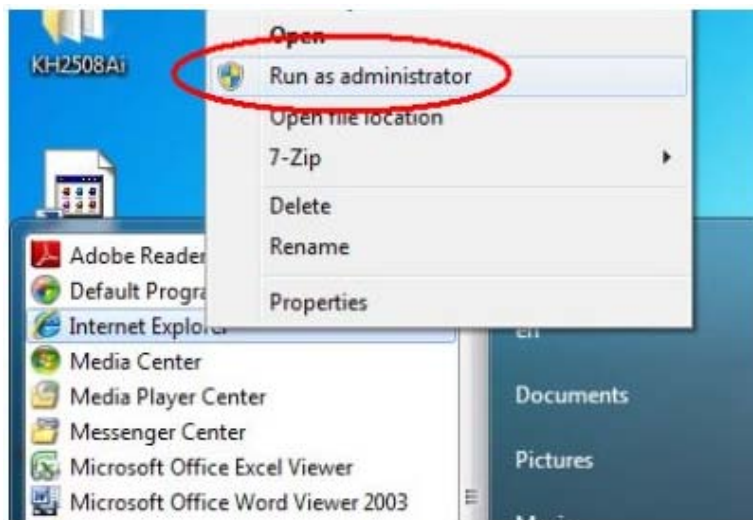 KH2508Ai
Open
Run as administrator
Open file location
7-Zip
Delete
Rename
Properties
Adobe Reader
Default Progra
Internet Explorer
Media Center
Media Player Center
Messenger Center
Microsoft Office Excel Viewer
Microsoft Office Word Viewer 2003
en
Documents
Pictures